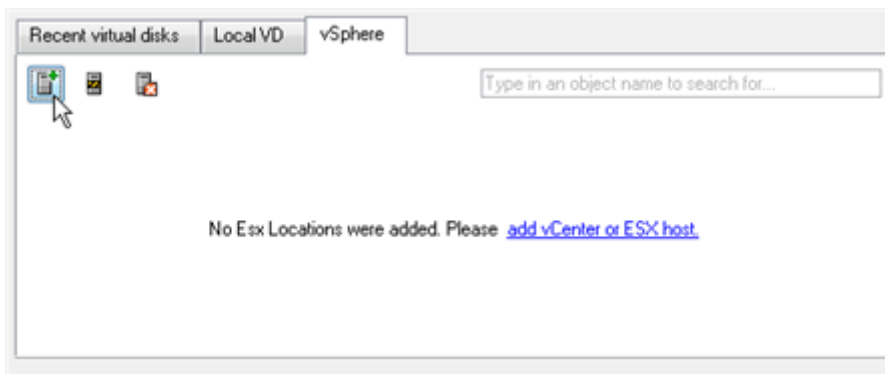 Recent virtual disks Local VD vSphere
Type in an object name to search for...
No Esx Locations were added. Please add vCenter or ESX host.